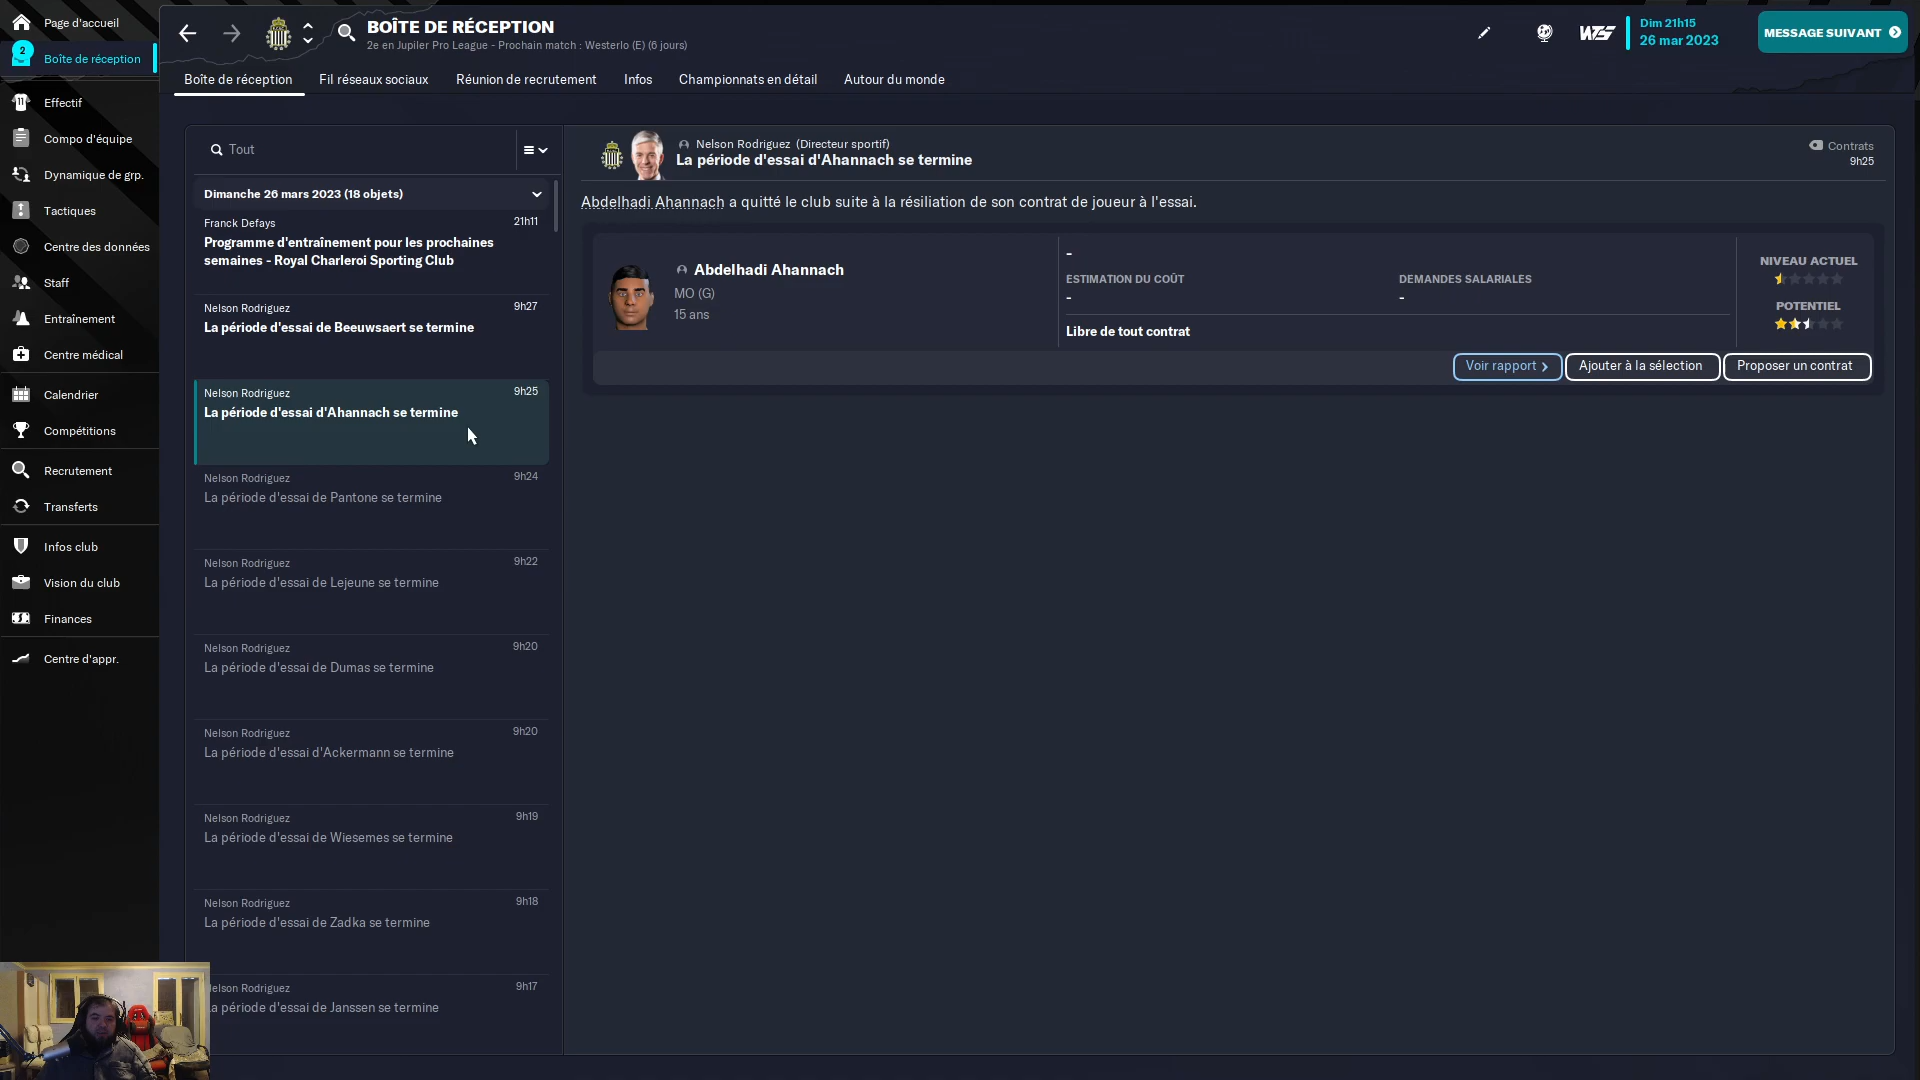 Page d'accueil
2
Boîte de réception
Effectif
Compo d'équipe
Dynamique de grp.
Tactiques
Centre des données
Staff
Entraînement
Centre médical
Calendrier
Compétitions
Recrutement
Transferts
Infos club
Vision du club
Finances
Centre d'appr.
BOÎTE DE RÉCEPTION
2e en Jupiler Pro League - Prochain match : Westerlo (E) (6 jours)
Dim 21h15
26 mar 2023
MESSAGE SUIVANT
Boîte de réception
Fil réseaux sociaux
Réunion de recrutement
Infos
Championnats en détail
Autour du monde
Tout
Dimanche 26 mars 2023 (18 objets)
Franck Defays
21h11
Programme d'entraînement pour les prochaines
semaines - Royal Charleroi Sporting Club
Nelson Rodriguez
9h27
La période d'essai de Beeuwsaert se termine
Nelson Rodriguez
9h25
La période d'essai d'Ahannach se termine
Nelson Rodriguez
9h24
La période d'essai de Pantone se termine
Nelson Rodriguez
9h22
La période d'essai de Lejeune se termine
Nelson Rodriguez
9h20
La période d'essai de Dumas se termine
Nelson Rodriguez
9h20
La période d'essai d'Ackermann se termine
Nelson Rodriguez
9h19
La période d'essai de Wiesemes se termine
Nelson Rodriguez
9h18
La période d'essai de Zadka se termine
elson Rodriguez
9h17
a période d'essai de Janssen se termine
Nelson Rodriguez (Directeur sportif)
La période d'essai d'Ahannach se termine
Contrats
9h25
Abdelhadi Ahannach a quitté le club suite à la résiliation de son contrat de joueur à l'essai.
Abdelhadi Ahannach
MO (G)
15 ans
-
ESTIMATION DU COÛT
-
DEMANDES SALARIALES
-
Libre de tout contrat
NIVEAU ACTUEL
POTENTIEL
Voir rapport
Ajouter à la sélection
Proposer un contrat